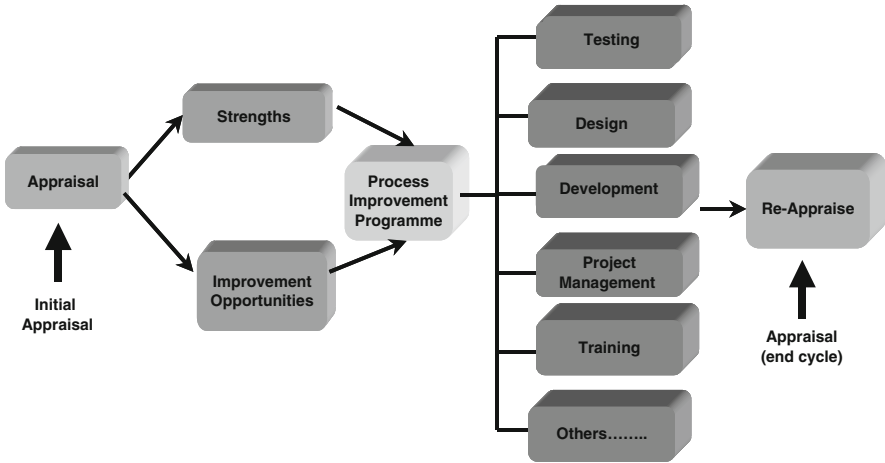 Appraisal
Initial
Appraisal
Strengths
Improvement
Opportunities
Process
Improvement
Programme
Testing
Design
Development
Project
Management
Training
Others……..
Re-Appraise
Appraisal
(end cycle)